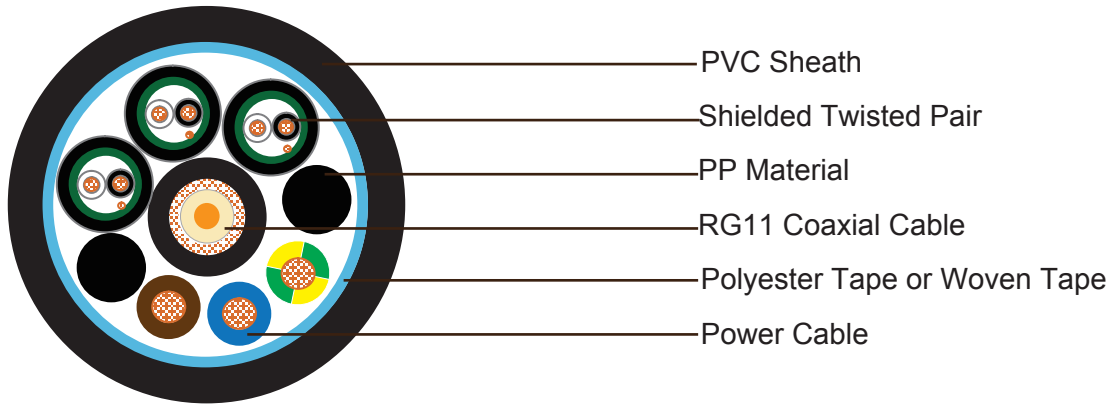 PVC Sheath
Shielded Twisted Pair
PP Material
RG11 Coaxial Cable
Polyester Tape or Woven Tape
Power Cable